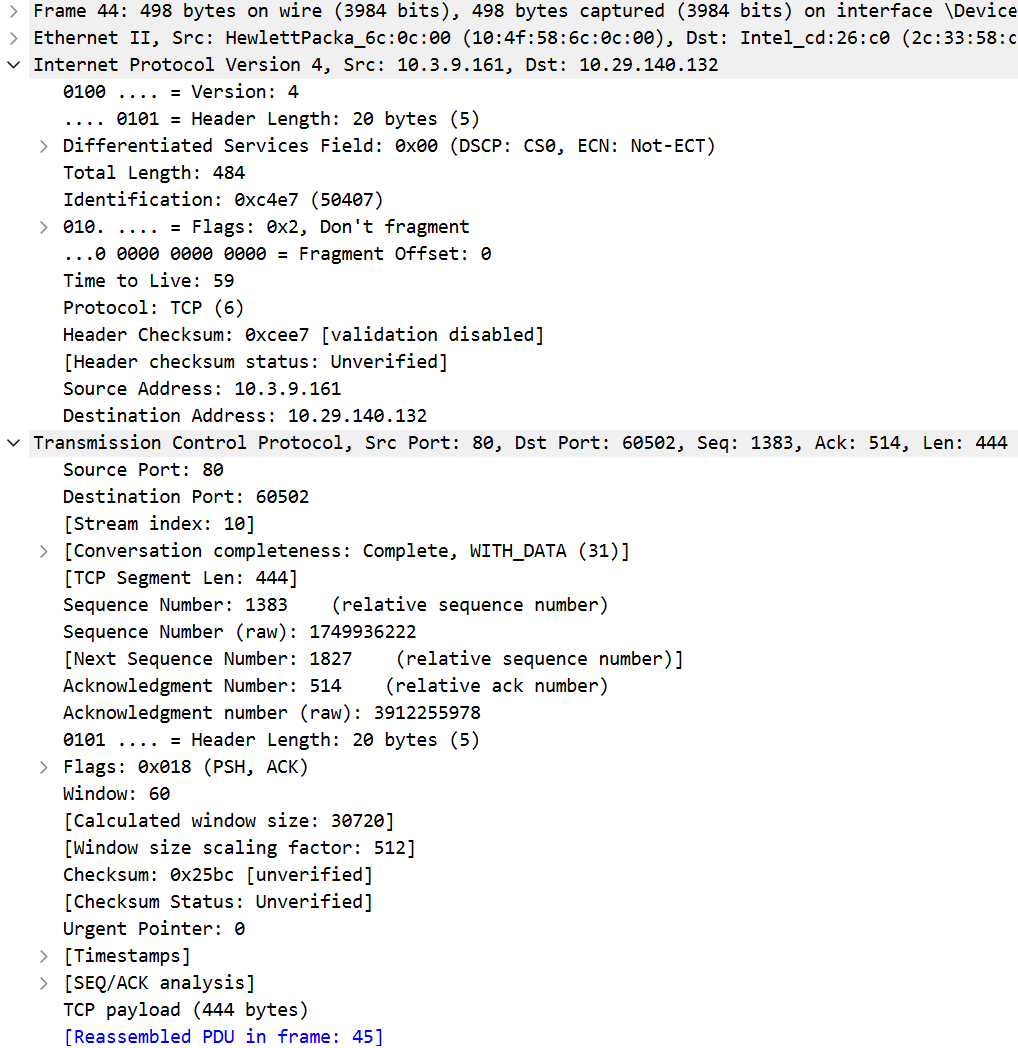 Frame 44: 498 bytes on wire (3984 bits), 498 bytes captured (3984 bits) on interface \Device
Ethernet II, Src: HewlettPacka_6c:0c:00 (10:4f:58:6c:0c:00), Dst: Intel_cd:26:c0 (2c:33:58:c
Internet Protocol Version 4, Src: 10.3.9.161, Dst: 10.29.140.132
0100 .... = Version: 4
.... 0101 = Header Length: 20 bytes (5)
Differentiated Services Field: 0x00 (DSCP: CS0, ECN: Not-ECT)
Total Length: 484
Identification: 0xc4e7 (50407)
010. .... = Flags: 0x2, Don't fragment
...0 0000 0000 0000 = Fragment Offset: 0
Time to Live: 59
Protocol: TCP (6)
Header Checksum: 0xcee7 [validation disabled]
[Header checksum status: Unverified]
Source Address: 10.3.9.161
Destination Address: 10.29.140.132
Transmission Control Protocol, Src Port: 80, Dst Port: 60502, Seq: 1383, Ack: 514, Len: 444
Source Port: 80
Destination Port: 60502
[Stream index: 10]
[Conversation completeness: Complete, WITH_DATA (31)]
[TCP Segment Len: 444]
Sequence Number: 1383    (relative sequence number)
Sequence Number (raw): 1749936222
[Next Sequence Number: 1827    (relative sequence number)]
Acknowledgment Number: 514    (relative ack number)
Acknowledgment number (raw): 3912255978
0101 .... = Header Length: 20 bytes (5)
Flags: 0x018 (PSH, ACK)
Window: 60
[Calculated window size: 30720]
[Window size scaling factor: 512]
Checksum: 0x25bc [unverified]
[Checksum Status: Unverified]
Urgent Pointer: 0
[Timestamps]
[SEQ/ACK analysis]
TCP payload (444 bytes)
[Reassembled PDU in frame: 45]